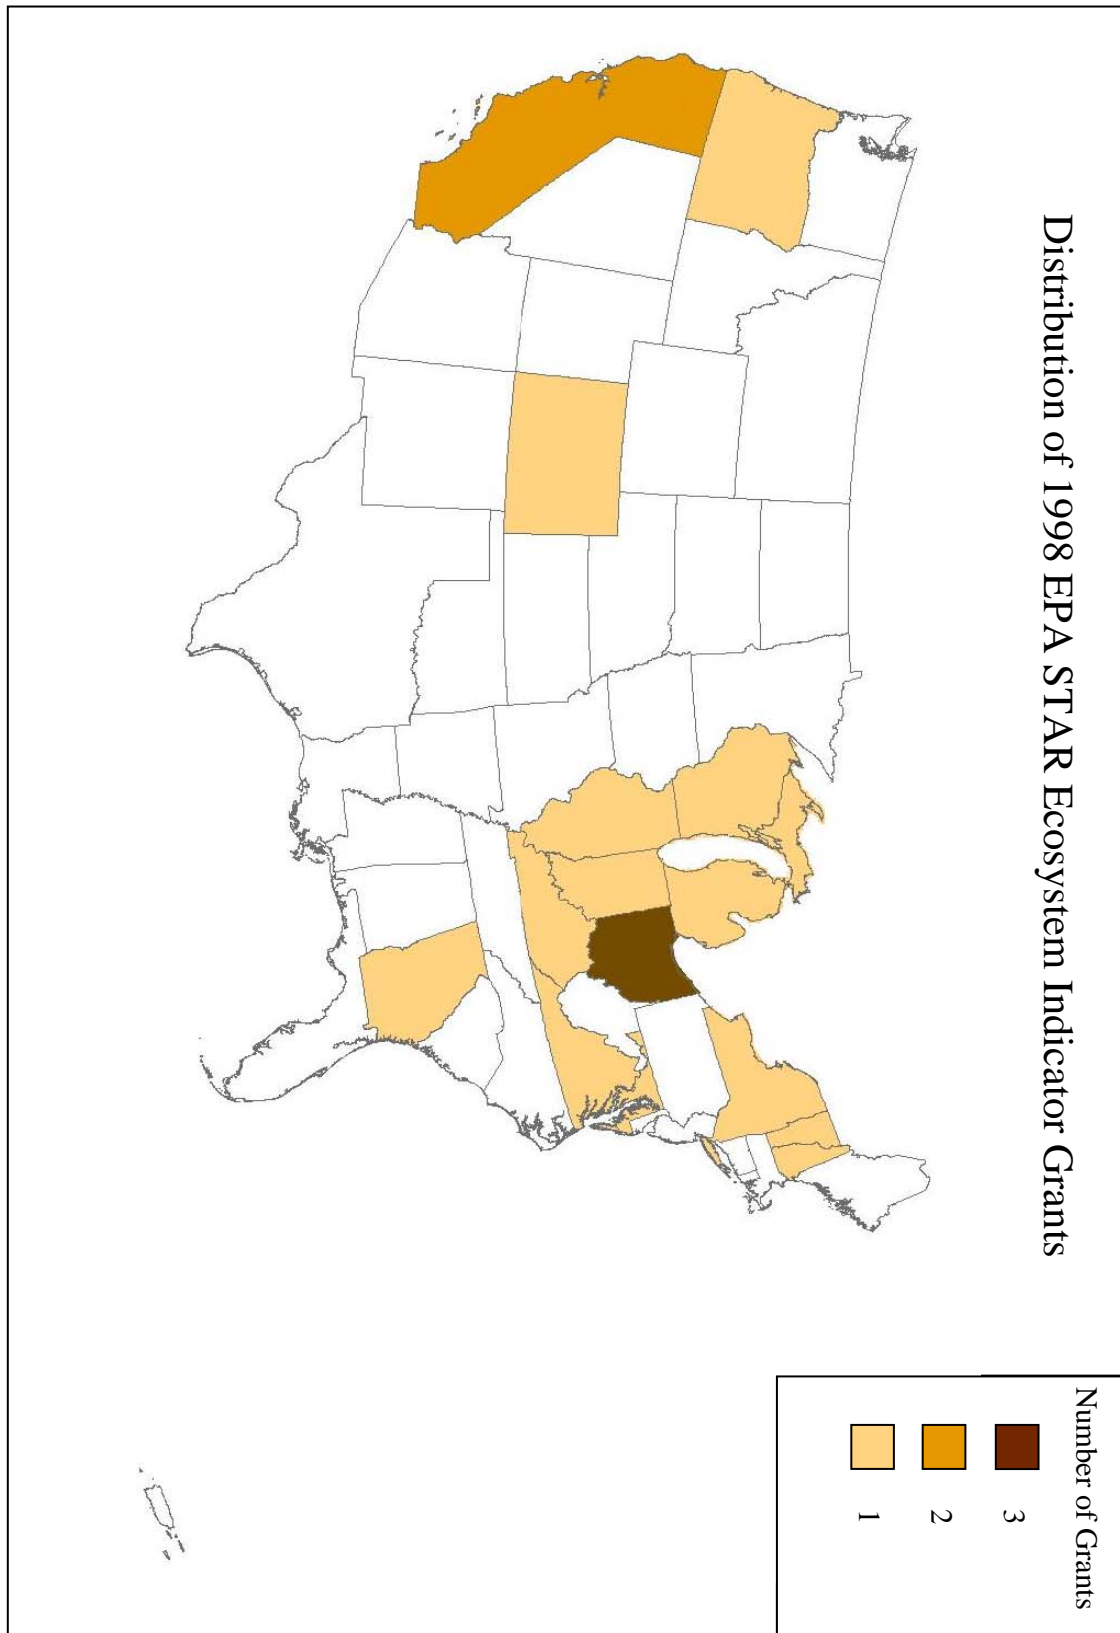 Distribution of 1998 EPA STAR Ecosystem Indicator Grants
Number of Grants
3
2
1